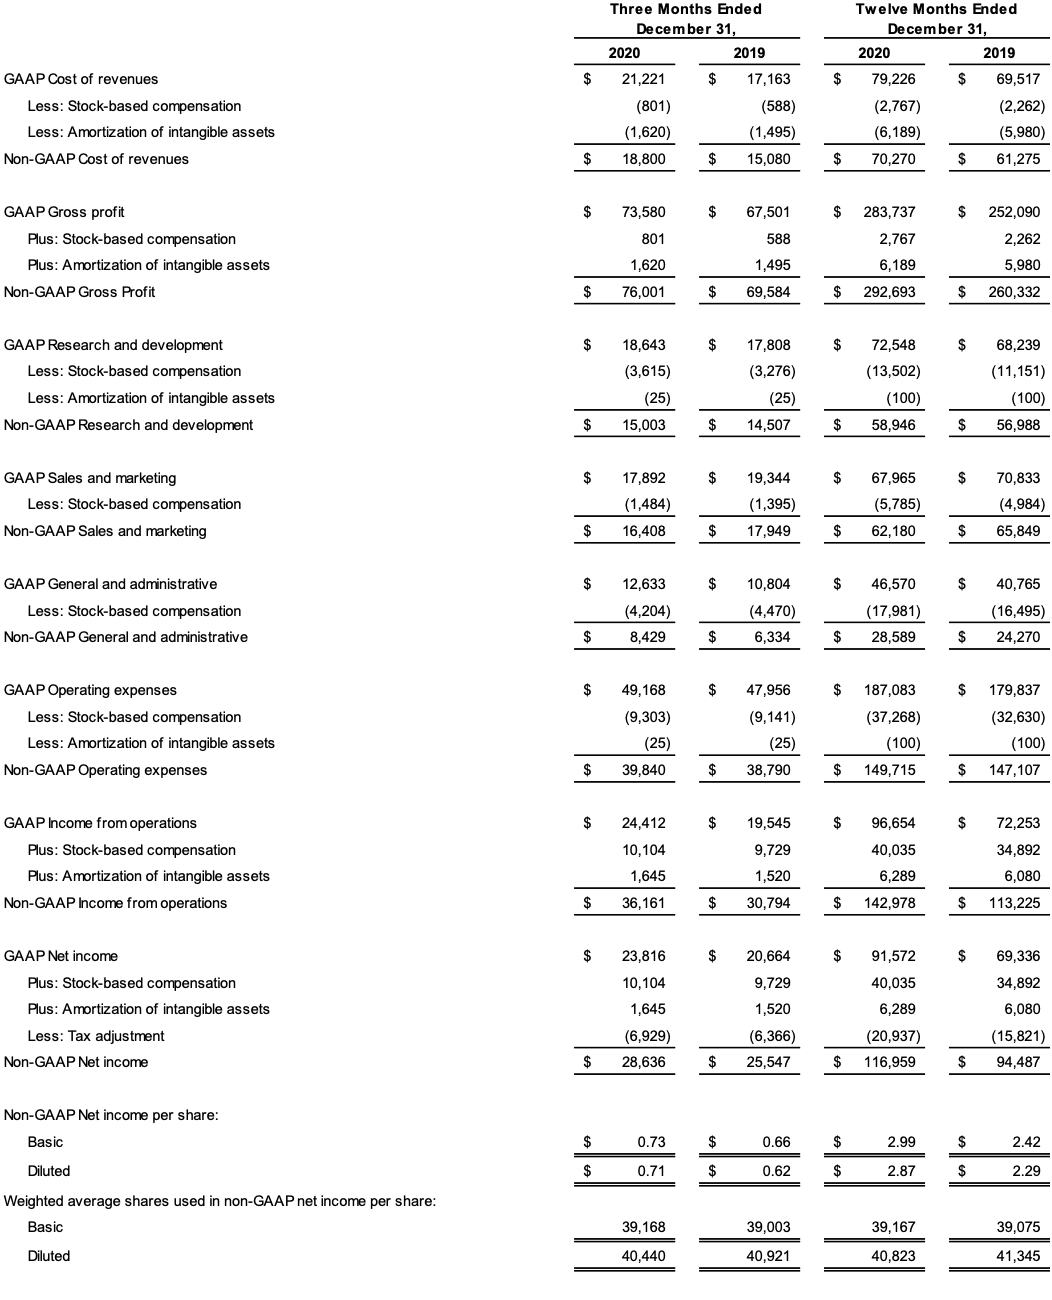 Three Months Ended Twelve Months Ended
December 31, December 31,
2020 2019 2020 2019
GAAP Cost of revenues $ 21,221 $ 17,163 $ 79,226 $ 69,517
Less: Stock-based compensation (801) (588) (2,767) (2,262)
Less: Amortization of intangible assets (1,620) (1,495) (6,189) (5,980)
Non-GAAP Cost of revenues $ 18,800 $ 15,080 $ 70,270 $ 61,275
GAAP Gross profit $ 73,580 $ 67,501 $ 283,737 $ 252,090
Plus: Stock-based compensation 801 588 2,767 2,262
Plus: Amortization of intangible assets 1,620 1,495 6,189 5,980
Non-GAAP Gross Profit $ 76,001 $ 69,584 $ 292,693 $ 260,332
GAAP Research and development $ 18,643 $ 17,808 $ 72,548 $ 68,239
Less: Stock-based compensation (3,615) (3,276) (13,502) (11,151)
Less: Amortization of intangible assets (25) (25) (100) (100)
Non-GAAP Research and development $ 15,003 $ 14,507 $ 58,946 $ 56,988
GAAP Sales and marketing $ 17,892 $ 19,344 $ 67,965 $ 70,833
Less: Stock-based compensation (1,484) (1,395) (5,785) (4,984)
Non-GAAP Sales and marketing $ 16,408 $ 17,949 $ 62,180 $ 65,849
GAAP General and administrative $ 12,633 $ 10,804 $ 46,570 $ 40,765
Less: Stock-based compensation (4,204) (4,470) (17,981) (16,495)
Non-GAAP General and administrative $ 8,429 $ 6,334 $ 28,589 $ 24,270
GAAP Operating expenses $ 49,168 $ 47,956 $ 187,083 $ 179,837
Less: Stock-based compensation (9,303) (9,141) (37,268) (32,630)
Less: Amortization of intangible assets (25) (25) (100) (100)
Non-GAAP Operating expenses $ 39,840 $ 38,790 $ 149,715 $ 147,107
GAAP Income from operations $ 24,412 $ 19,545 $ 96,654 $ 72,253
Plus: Stock-based compensation 10,104 9,729 40,035 34,892
Plus: Amortization of intangible assets 1,645 1,520 6,289 6,080
Non-GAAP Income from operations $ 36,161 $ 30,794 $ 142,978 $ 113,225
GAAP Net income $ 23,816 $ 20,664 $ 91,572 $ 69,336
Plus: Stock-based compensation 10,104 9,729 40,035 34,892
Plus: Amortization of intangible assets 1,645 1,520 6,289 6,080
Less: Tax adjustment (6,929) (6,366) (20,937) (15,821)
Non-GAAP Net income $ 28,636 $ 25,547 $ 116,959 $ 94,487
Non-GAAP Net income per share:
Basic $ 0.73 $ 0.66 $ 2.99 $ 2.42
Diluted $ 0.71 $ 0.62 $ 2.87 $ 2.29
Weighted average shares used in non-GAAP net income per share:
Basic 39,168 39,003 39,167 39,075
Diluted 40,440 40,921 40,823 41,345